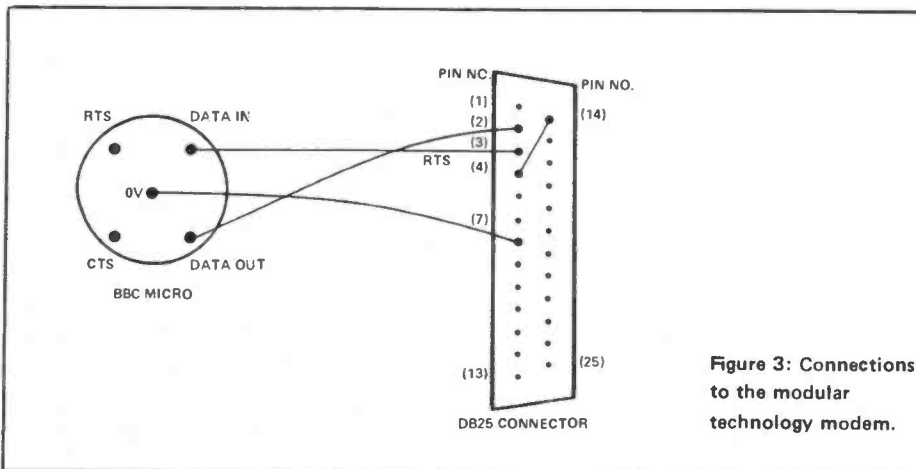 PIN NC.
PIN NO.
(1)
(14)
(2)
RTS
DATA IN
(3)
RTS
(4)
0V
(7)
CTS
DATA OUT
BBC MICRO
(13)
(25)
DB25 CONNECTOR
Figure 3: Connections
to the modular
technology modem.